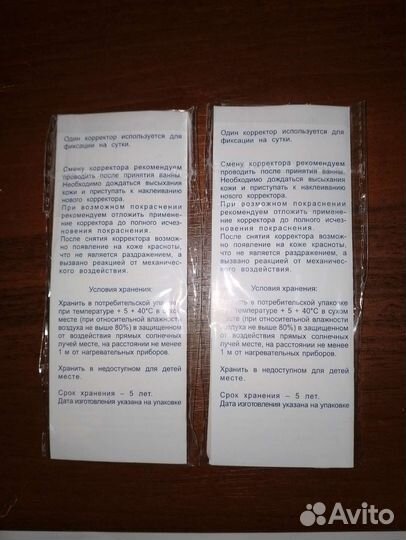 Один корректор используется для
фиксации на сутки.
Смену корректора рекомендуем
проводить после принятия ванны.
Необходимо дождаться высыхания
кожи и приступать к наклеиванию
нового корректора.
При возможном покраснении
рекомендуем отложить примене-
ние корректора до полного исчез-
новения покраснения.
После снятия корректора возмож-
но появление на коже красноты,
что не является раздражением, а
вызвано реакцией от механичес-
кого воздействия.
Условия хранения:
Хранить в потребительской упаковке
при температуре + 5 + 40°С в сухом
месте (при относительной влажности
воздуха не выше 80%) в защищенном
от воздействия прямых солнечных
лучей месте, на расстоянии не менее
1 м от нагревательных приборов.
Хранить в недоступном для детей
месте.
Срок хранения – 5 лет.
Дата изготовления указана на упаковке
Один корректор используется для
фиксации на сутки.
Смену корректора рекомендуем
проводить после принятия ванны.
Необходимо дождаться высыхания
кожи и приступать к наклеиванию
нового корректора.
При возможном покраснении
рекомендуем отложить примене-
ние корректора до полного исчез-
новения покраснения.
После снятия корректора возмож-
но появление на коже красноты,
что не является раздражением, а
вызвано реакцией от механичес-
кого воздействия.
Условия хранения:
Хранить в потребительской упаковке
при температуре + 5 + 40°С в сухом
месте (при относительной влажности
воздуха не выше 80%) в защищенном
от воздействия прямых солнечных
лучей месте, на расстоянии не менее
1 м от нагревательных приборов.
Хранить в недоступном для детей
месте.
Срок хранения – 5 лет.
Дата изготовления указана на упаковке
Avito